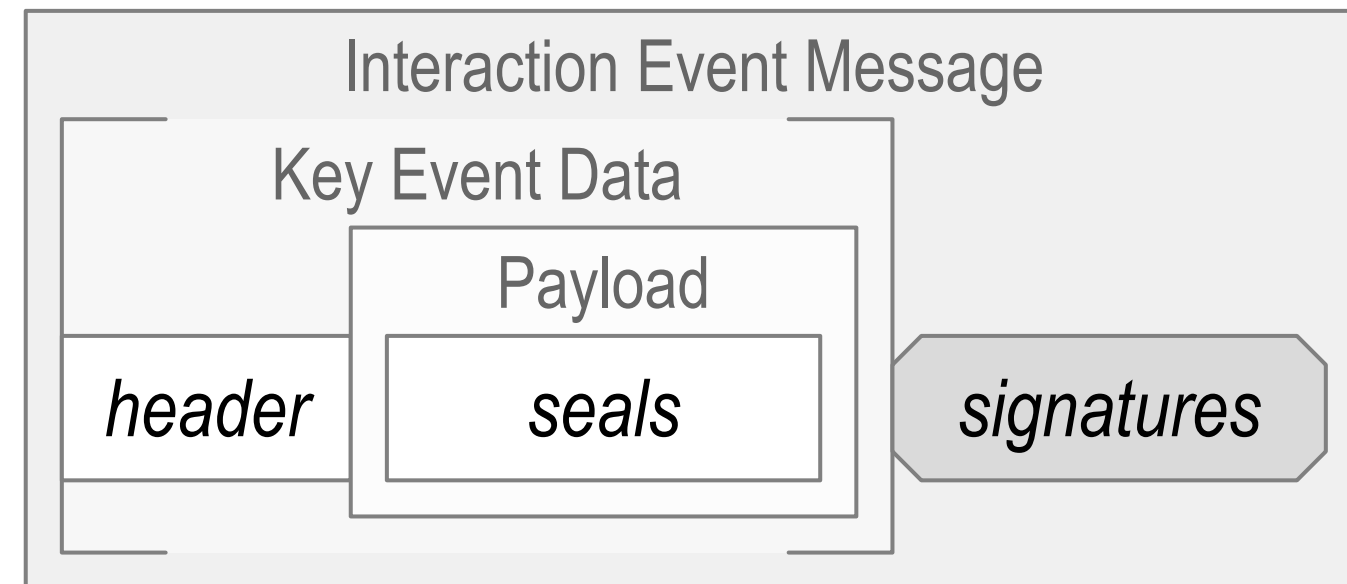 Interaction Event Message
Key Event Data
Payload
header seals signatures